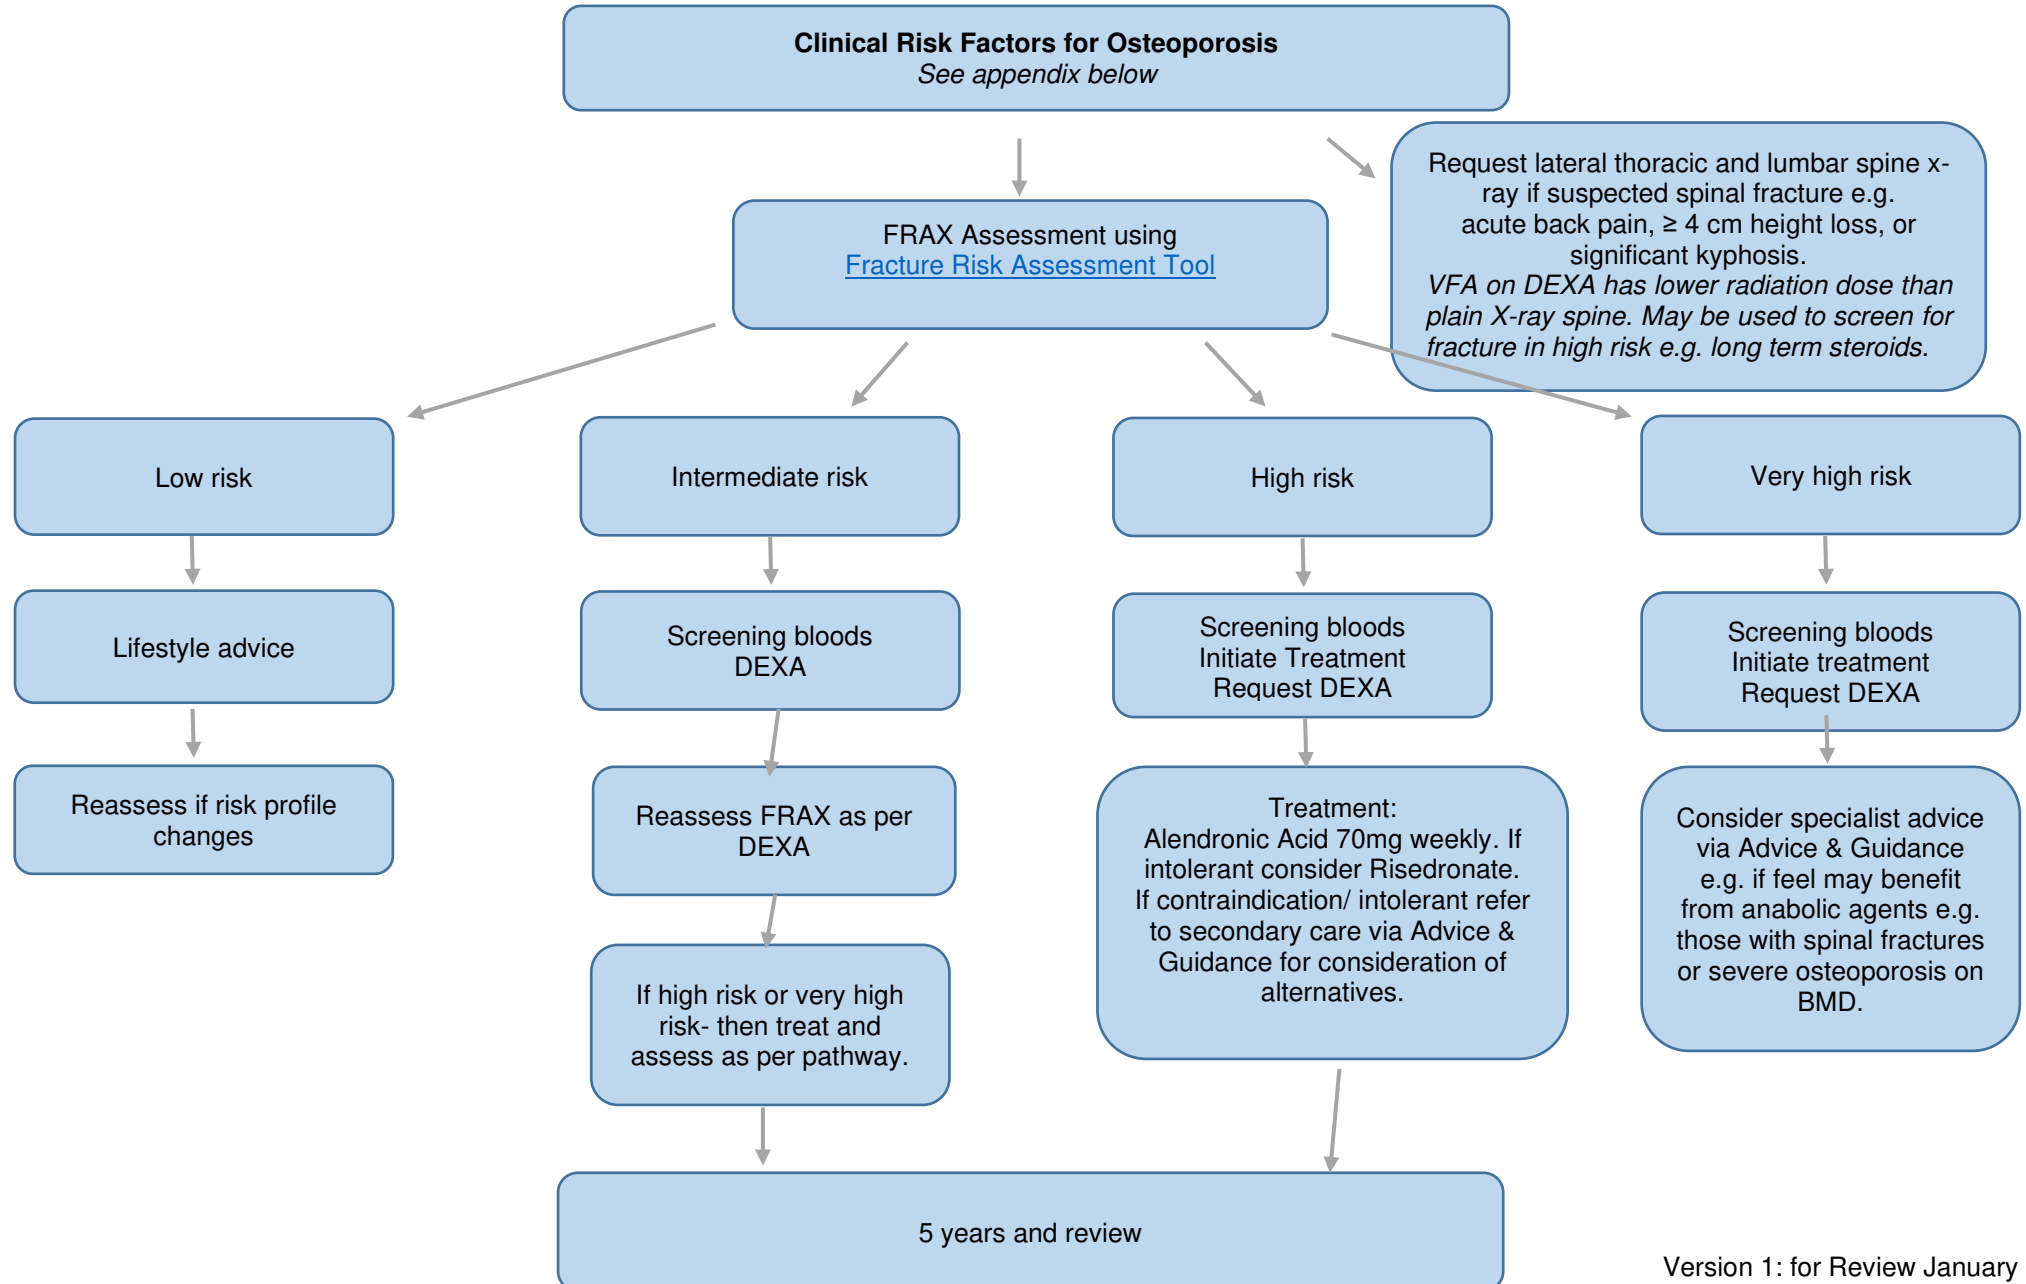 Clinical Risk Factors for Osteoporosis
See appendix below
Request lateral thoracic and lumbar spine x-
ray if suspected spinal fracture e.g.
acute back pain, ≥ 4 cm height loss, or
significant kyphosis.
VFA on DEXA has lower radiation dose than
plain X-ray spine. May be used to screen for
fracture in high risk e.g. long term steroids.
FRAX Assessment using
Fracture Risk Assessment Tool
Low risk
Intermediate risk
High risk
Very high risk
Lifestyle advice
Screening bloods
DEXA
Screening bloods
Initiate Treatment
Request DEXA
Screening bloods
Initiate treatment
Request DEXA
Reassess if risk profile
changes
Reassess FRAX as per
DEXA
Treatment:
Alendronic Acid 70mg weekly. If
intolerant consider Risedronate.
If contraindication/ intolerant refer
to secondary care via Advice &
Guidance for consideration of
alternatives.
Consider specialist advice
via Advice & Guidance
e.g. if feel may benefit
from anabolic agents e.g.
those with spinal fractures
or severe osteoporosis on
BMD.
If high risk or very high
risk- then treat and
assess as per pathway.
5 years and review
Version 1: for Review January